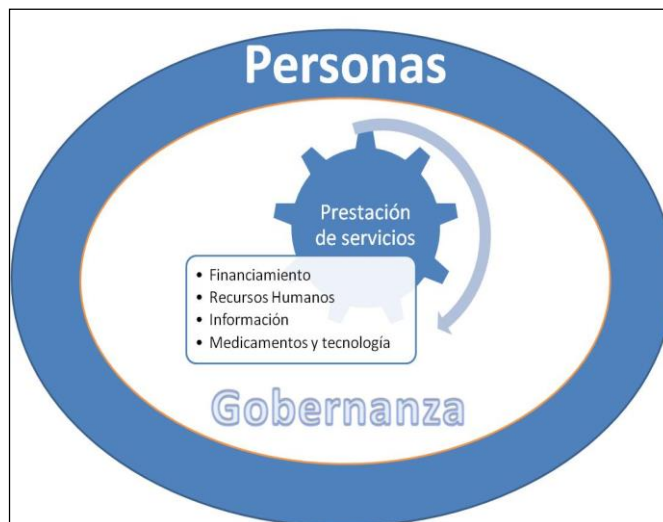 Personas
Prestación
de servicios
• Financiamiento
• Recursos Humanos
• Información
• Medicamentos y tecnología
Gobernanza